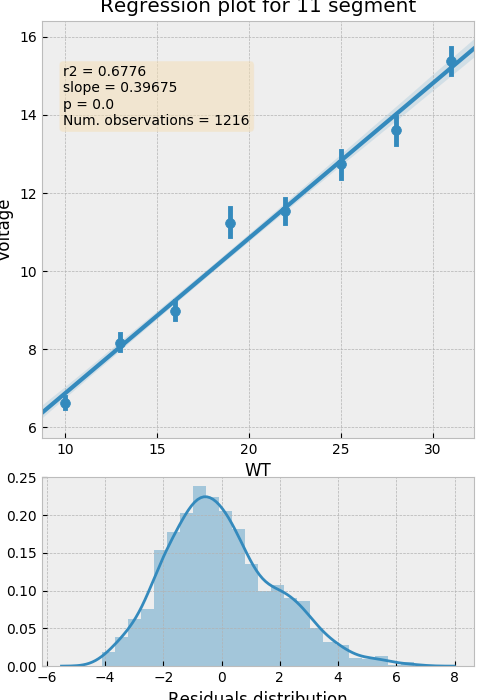 Regression plot for 11 segment
16
r2 = 0.6776
slope = 0.39675
p = 0.0
Num. observations = 1216
14
12
Voltage
10
8
6
10 15 20 25 30
WT
0.25
0.20
0.15
0.10
0.05
0.00
−6 −4 −2 0 2 4 6 8
Residuals distribution